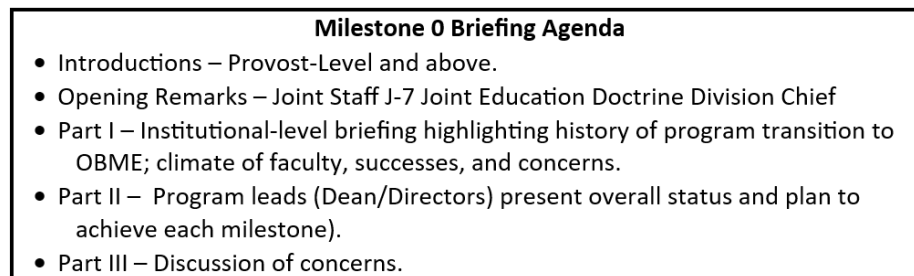 Milestone 0 Briefing Agenda
• Introductions – Provost-Level and above.
• Opening Remarks – Joint Staff J-7 Joint Education Doctrine Division Chief
• Part I – Institutional-level briefing highlighting history of program transition to
OBME; climate of faculty, successes, and concerns.
• Part II –  Program leads (Dean/Directors) present overall status and plan to
achieve each milestone).
• Part III – Discussion of concerns.